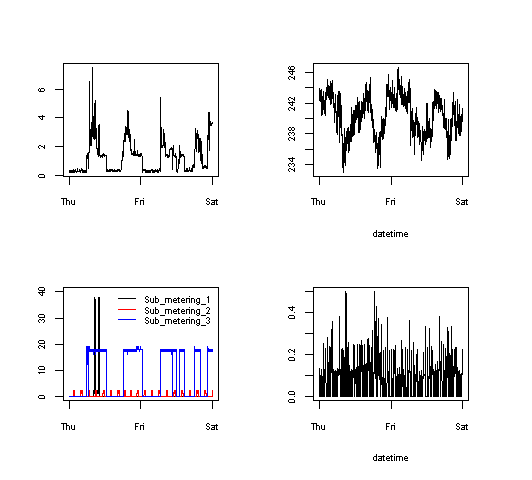 6
4
2
0
Thu Fri Sat
246
242
238
234
Thu Fri Sat
datetime
40
30
20
10
0
Sub_metering_1
Sub_metering_2
Sub_metering_3
Thu Fri Sat
0.4
0.2
0.0
Thu Fri Sat
datetime